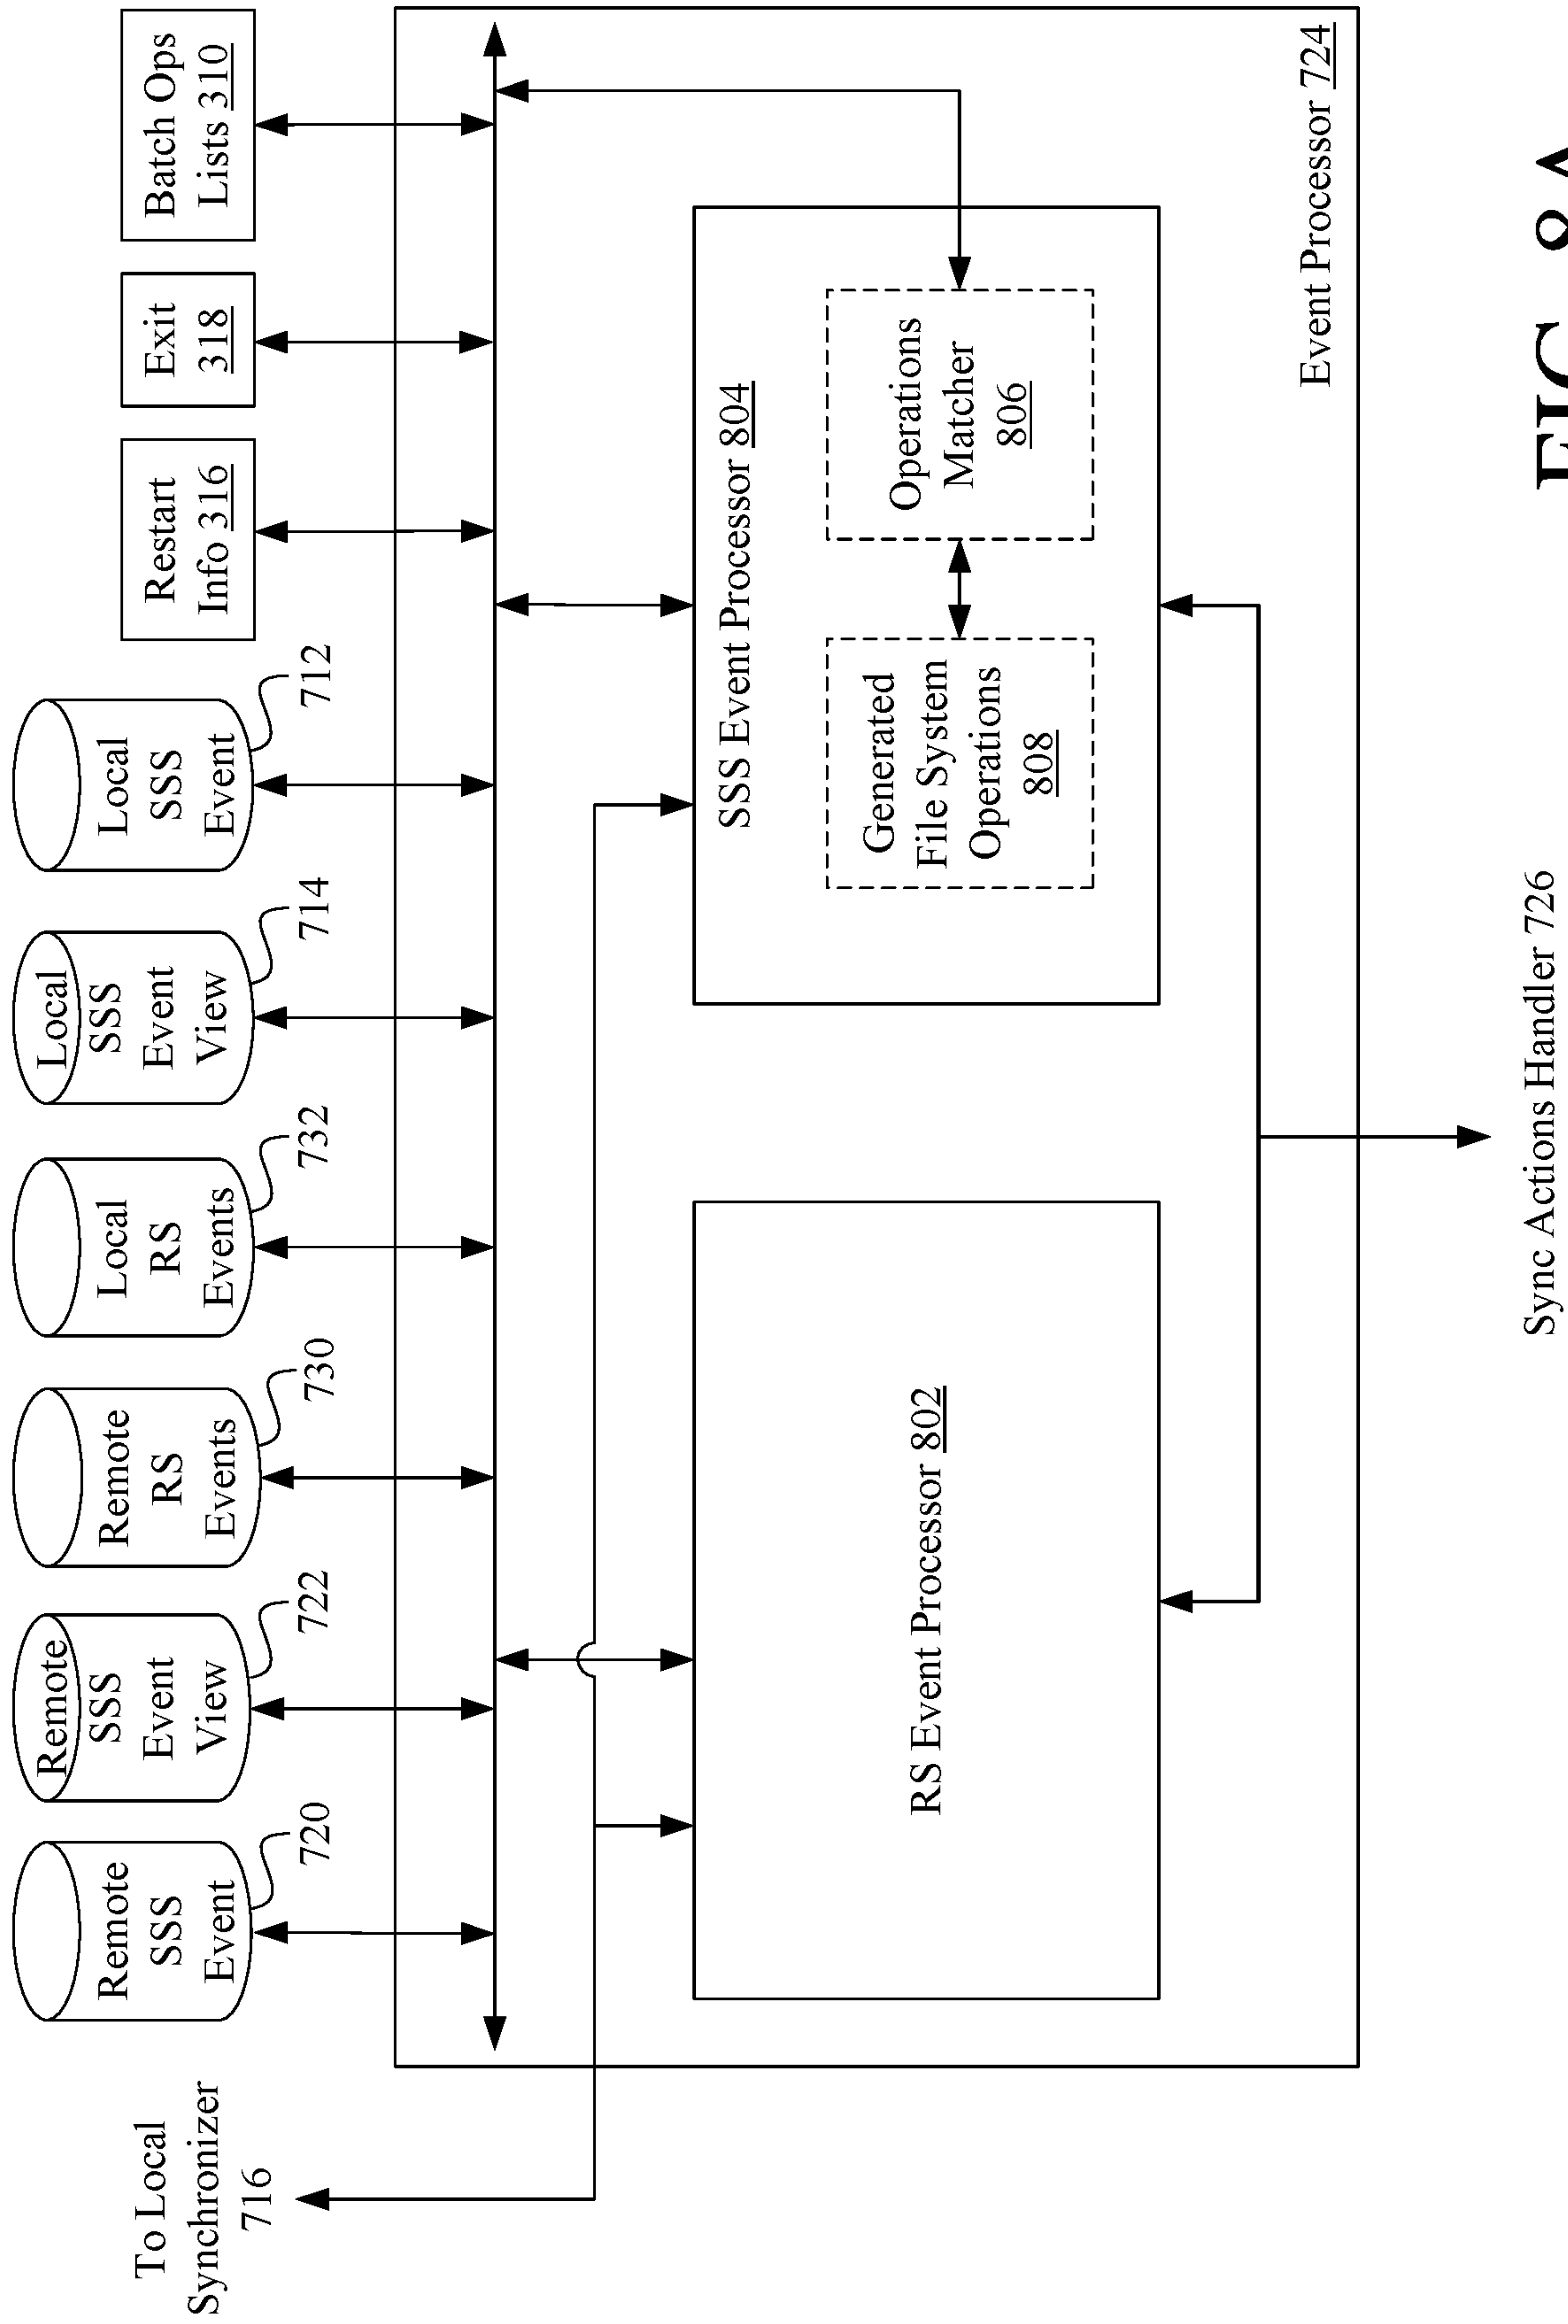 To Local
Synchronizer
716
Remote
SSS
Event
720
Remote
SSS
Event
View
722
Remote
RS
Events
730
Local
RS
Events
732
Local
SSS
Event
View
714
Local
SSS
Event
712
Restart
Info 316
Exit
318
Batch Ops
Lists 310
RS Event Processor 802
SSS Event Processor 804
Generated
File System
Operations
808
Operations
Matcher
806
Event Processor 724
Sync Actions Handler 726
FIG. 8A